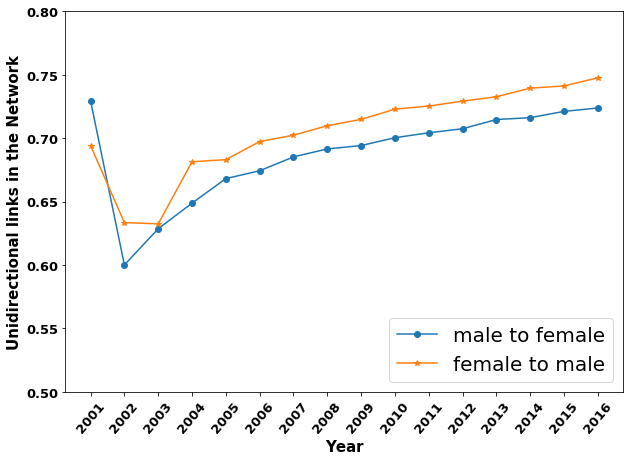 0.80
0.75
0.70
0.65
0.60
0.55
0.50
Unidirectional links in the Network
male to female
female to male
2001 2002 2003 2004 2005 2006 2007 2008 2009 2010 2011 2012 2013 2014 2015 2016
Year